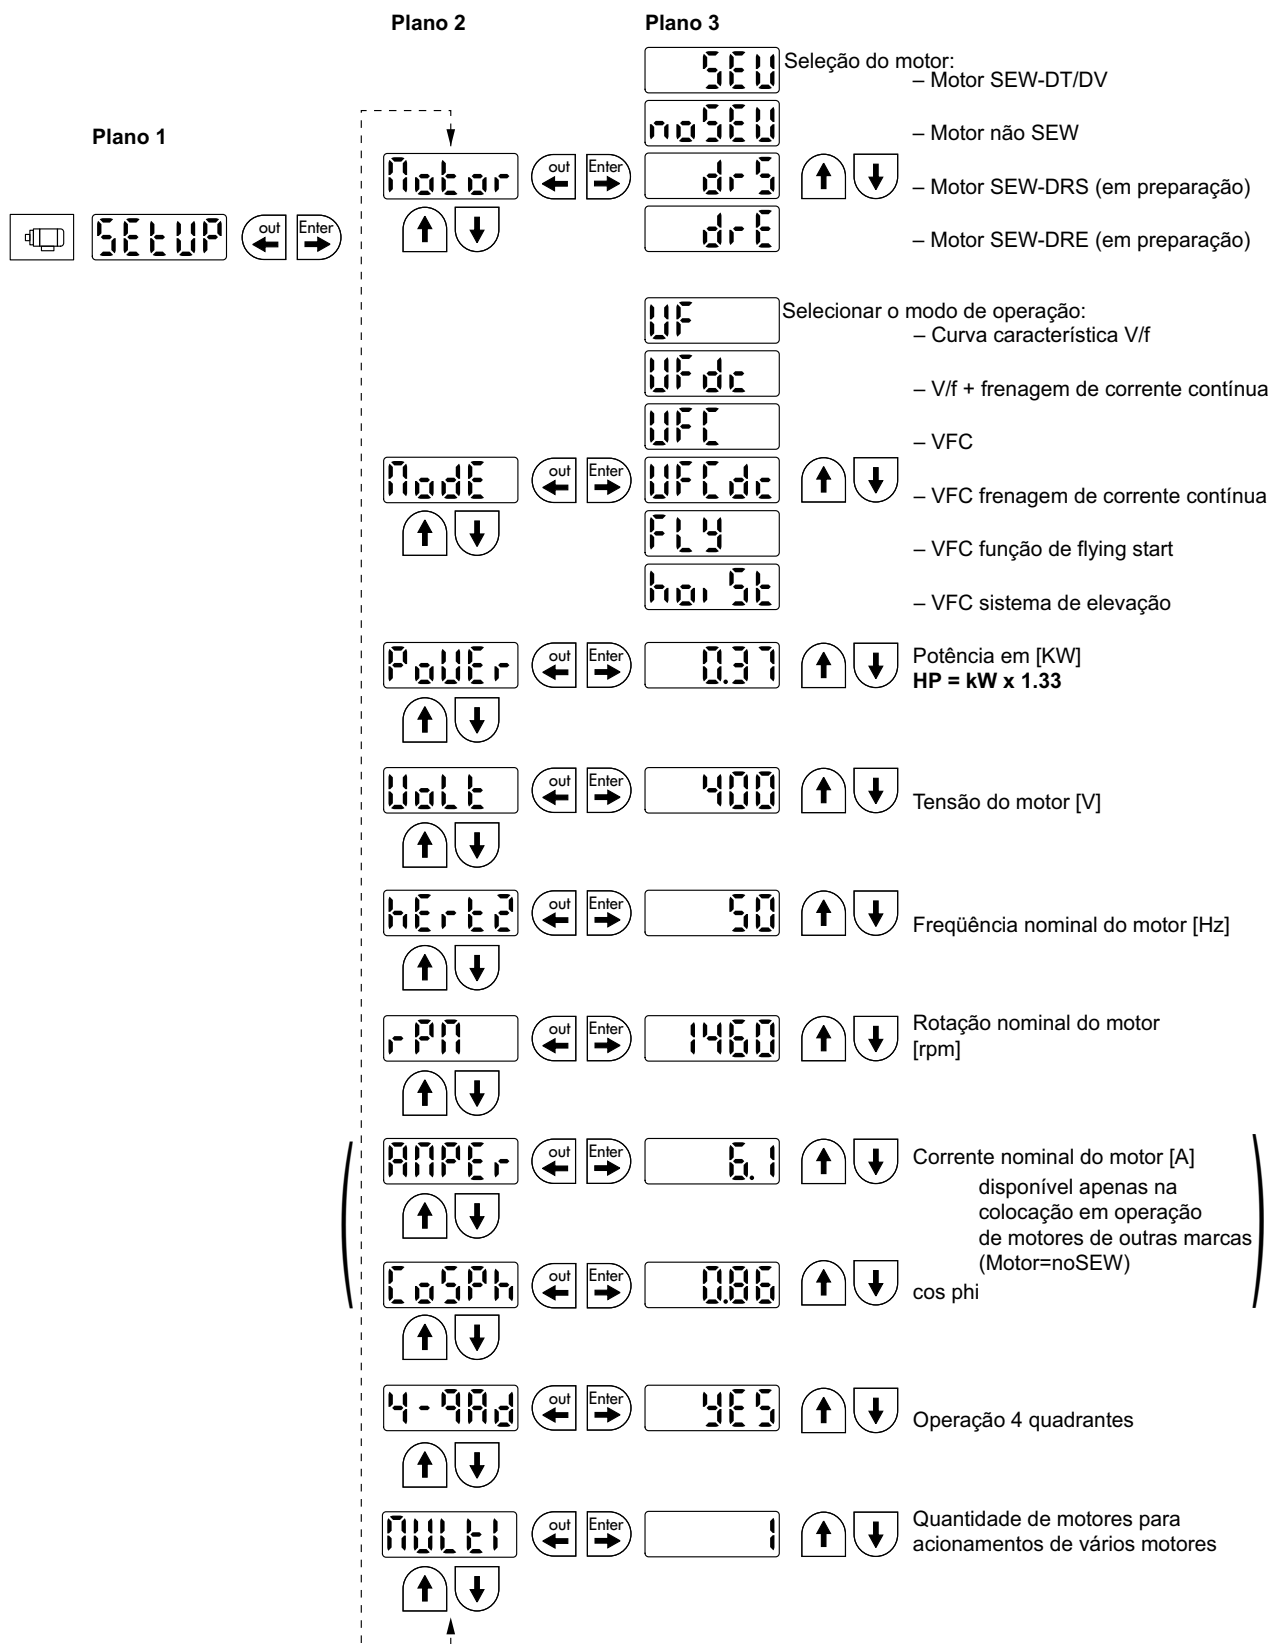 Plano 2 Plano 3
SEW Seleção do motor:
– Motor SEW-DT/DV
Plano 1
noSEW – Motor não SEW
Motor out Enter drS – Motor SEW-DRS (em preparação)
SEtUP out Enter drE – Motor SEW-DRE (em preparação)
UF Selecionar o modo de operação:
– Curva característica V/f
UFdc – V/f + frenagem de corrente contínua
UFC – VFC
ModE out Enter UFCdc – VFC frenagem de corrente contínua
FLY – VFC função de flying start
hoiSt – VFC sistema de elevação
PoWEr out Enter 0.37 Potência em [KW]
HP = kW x 1.33
VoLt out Enter 400 Tensão do motor [V]
hErtz out Enter 50 Freqüência nominal do motor [Hz]
rPM out Enter 1460 Rotação nominal do motor
[rpm]
AMPEr out Enter 6.1 Corrente nominal do motor [A]
disponível apenas na
colocação em operação
de motores de outras marcas
(Motor=noSEW)
CoSPh out Enter 0.86 cos phi
4-qAd out Enter YES Operação 4 quadrantes
MULtI out Enter 1 Quantidade de motores para
acionamentos de vários motores